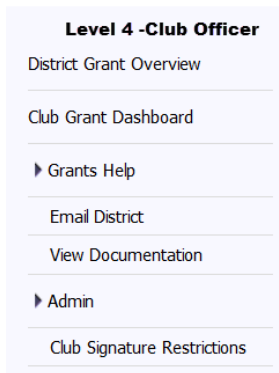 Level 4 -Club Officer
District Grant Overview
Club Grant Dashboard
Grants Help
Email District
View Documentation
Admin
Club Signature Restrictions